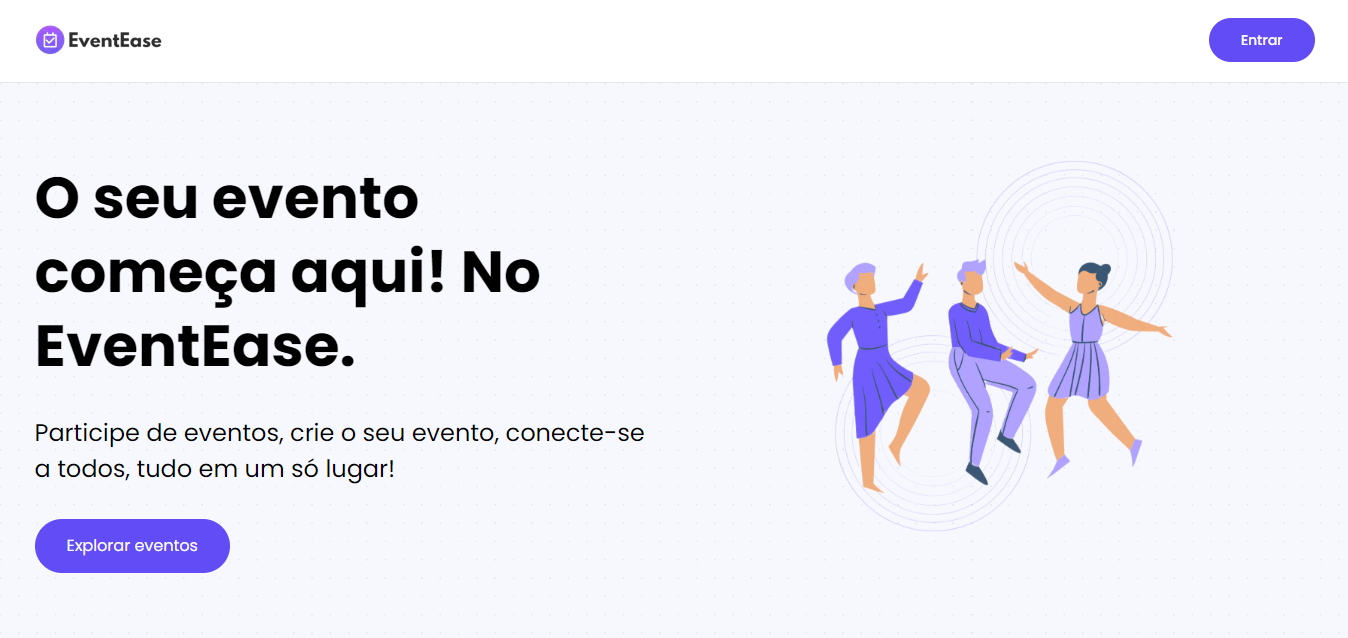 EventEase
Entrar
O seu evento
começa aqui! No
EventEase.
Participe de eventos, crie o seu evento, conecte-se
a todos, tudo em um só lugar!
Explorar eventos